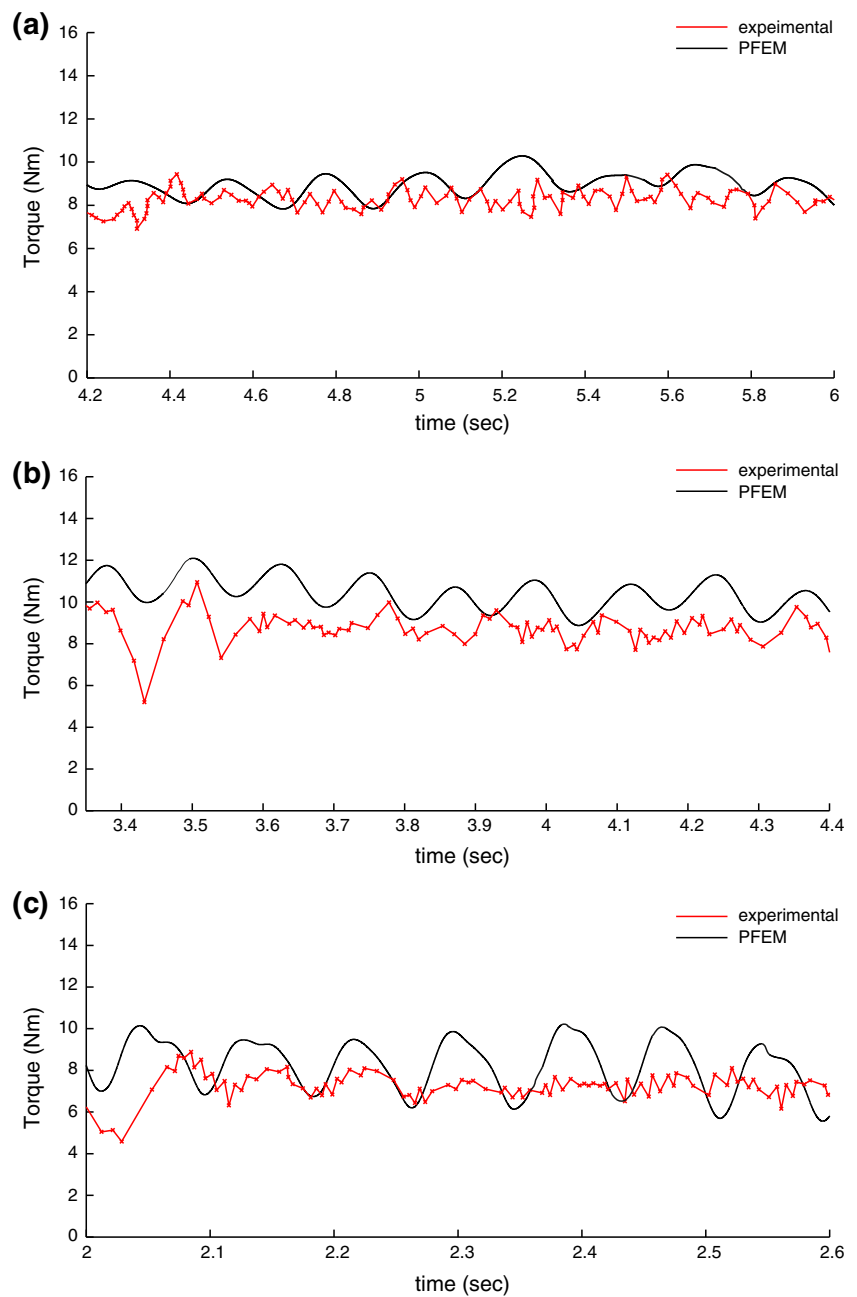 (a)
16
14
12
10
8
6
4
2
0
Torque (Nm)
expeimental
PFEM
4.2 4.4 4.6 4.8 5 5.2 5.4 5.6 5.8 6
time (sec)
(b)
16
14
12
10
8
6
4
2
0
Torque (Nm)
experimental
PFEM
3.4 3.5 3.6 3.7 3.8 3.9 4 4.1 4.2 4.3 4.4
time (sec)
(c)
16
14
12
10
8
6
4
2
0
Torque (Nm)
experimental
PFEM
2 2.1 2.2 2.3 2.4 2.5 2.6
time (sec)